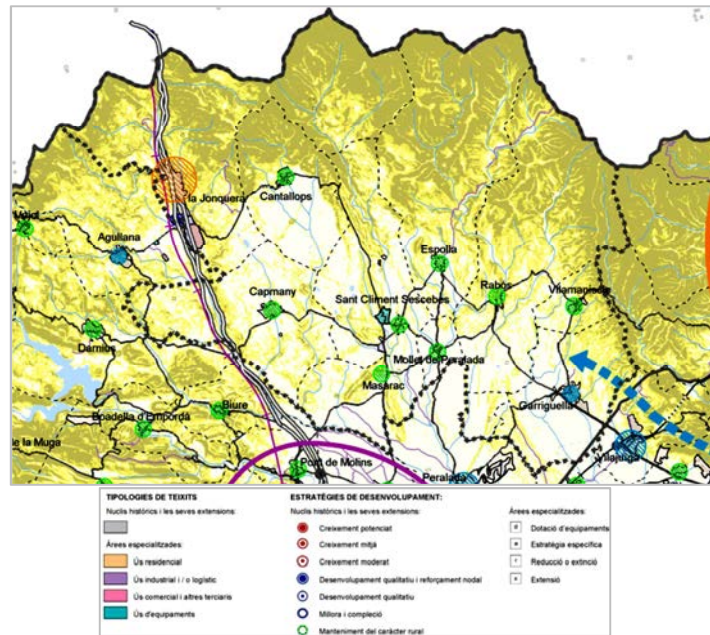 la Jonquera
Cantallops
Agullana
Espolla
Capmany
Rabós
Sant Climent Sescebes
Darnius
Mollet de Peralada
Masarac
Garriguella
Biure
Boadella d'Empordà
de la Muga
Pont de Molins
Peralada
TIPOLOGIES DE TEIXITS
Nuclis històrics i les seves extensions:
Àrees especialitzades:
Ús residencial
Ús industrial i / o logístic
Ús comercial i altres terciaris
Ús d'equipaments
ESTRATÈGIES DE DESENVOLUPAMENT:
Nuclis històrics i les seves extensions:
Creixement potenciat
Creixement mitjà
Creixement moderat
Desenvolupament qualitatiu i reforçament nodal
Desenvolupament qualitatiu
Millora i compleció
Manteniment del caràcter rural
Àrees especialitzades:
d Dotació d'equipaments
e Estratègia específica
r Reducció o extinció
x Extensió